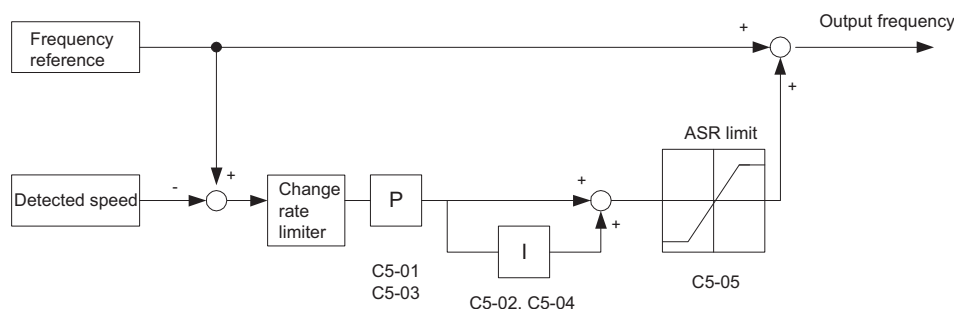 Frequency
reference
+
Output frequency
+
ASR limit
Detected speed
-
+
Change
rate
limiter
P
+
I
+
C5-01
C5-03
C5-02, C5-04
C5-05